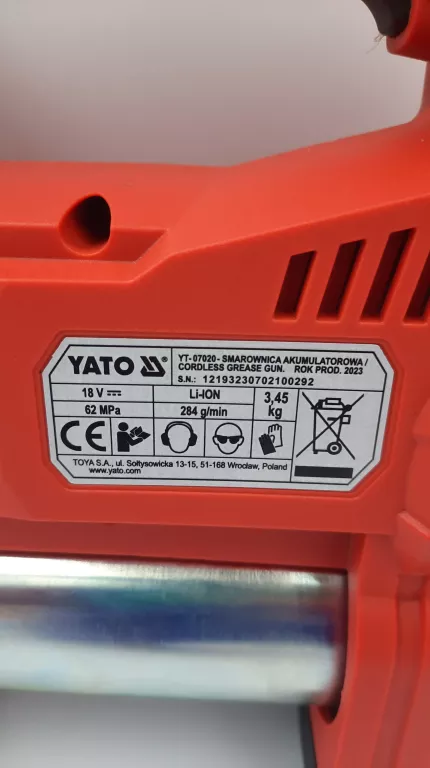 YATO
YT- 07020 - SMAROWNICA AKUMULATOROWA /
CORDLESS GREASE GUN. ROK PROD. 2023
S.N.: 12193230702100292
18 V Li-ION 3,45
62 MPa 284 g/min kg
CE
TOYA S.A., ul. Sołtysowicka 13-15, 51-168 Wrocław, Poland
www.yato.com